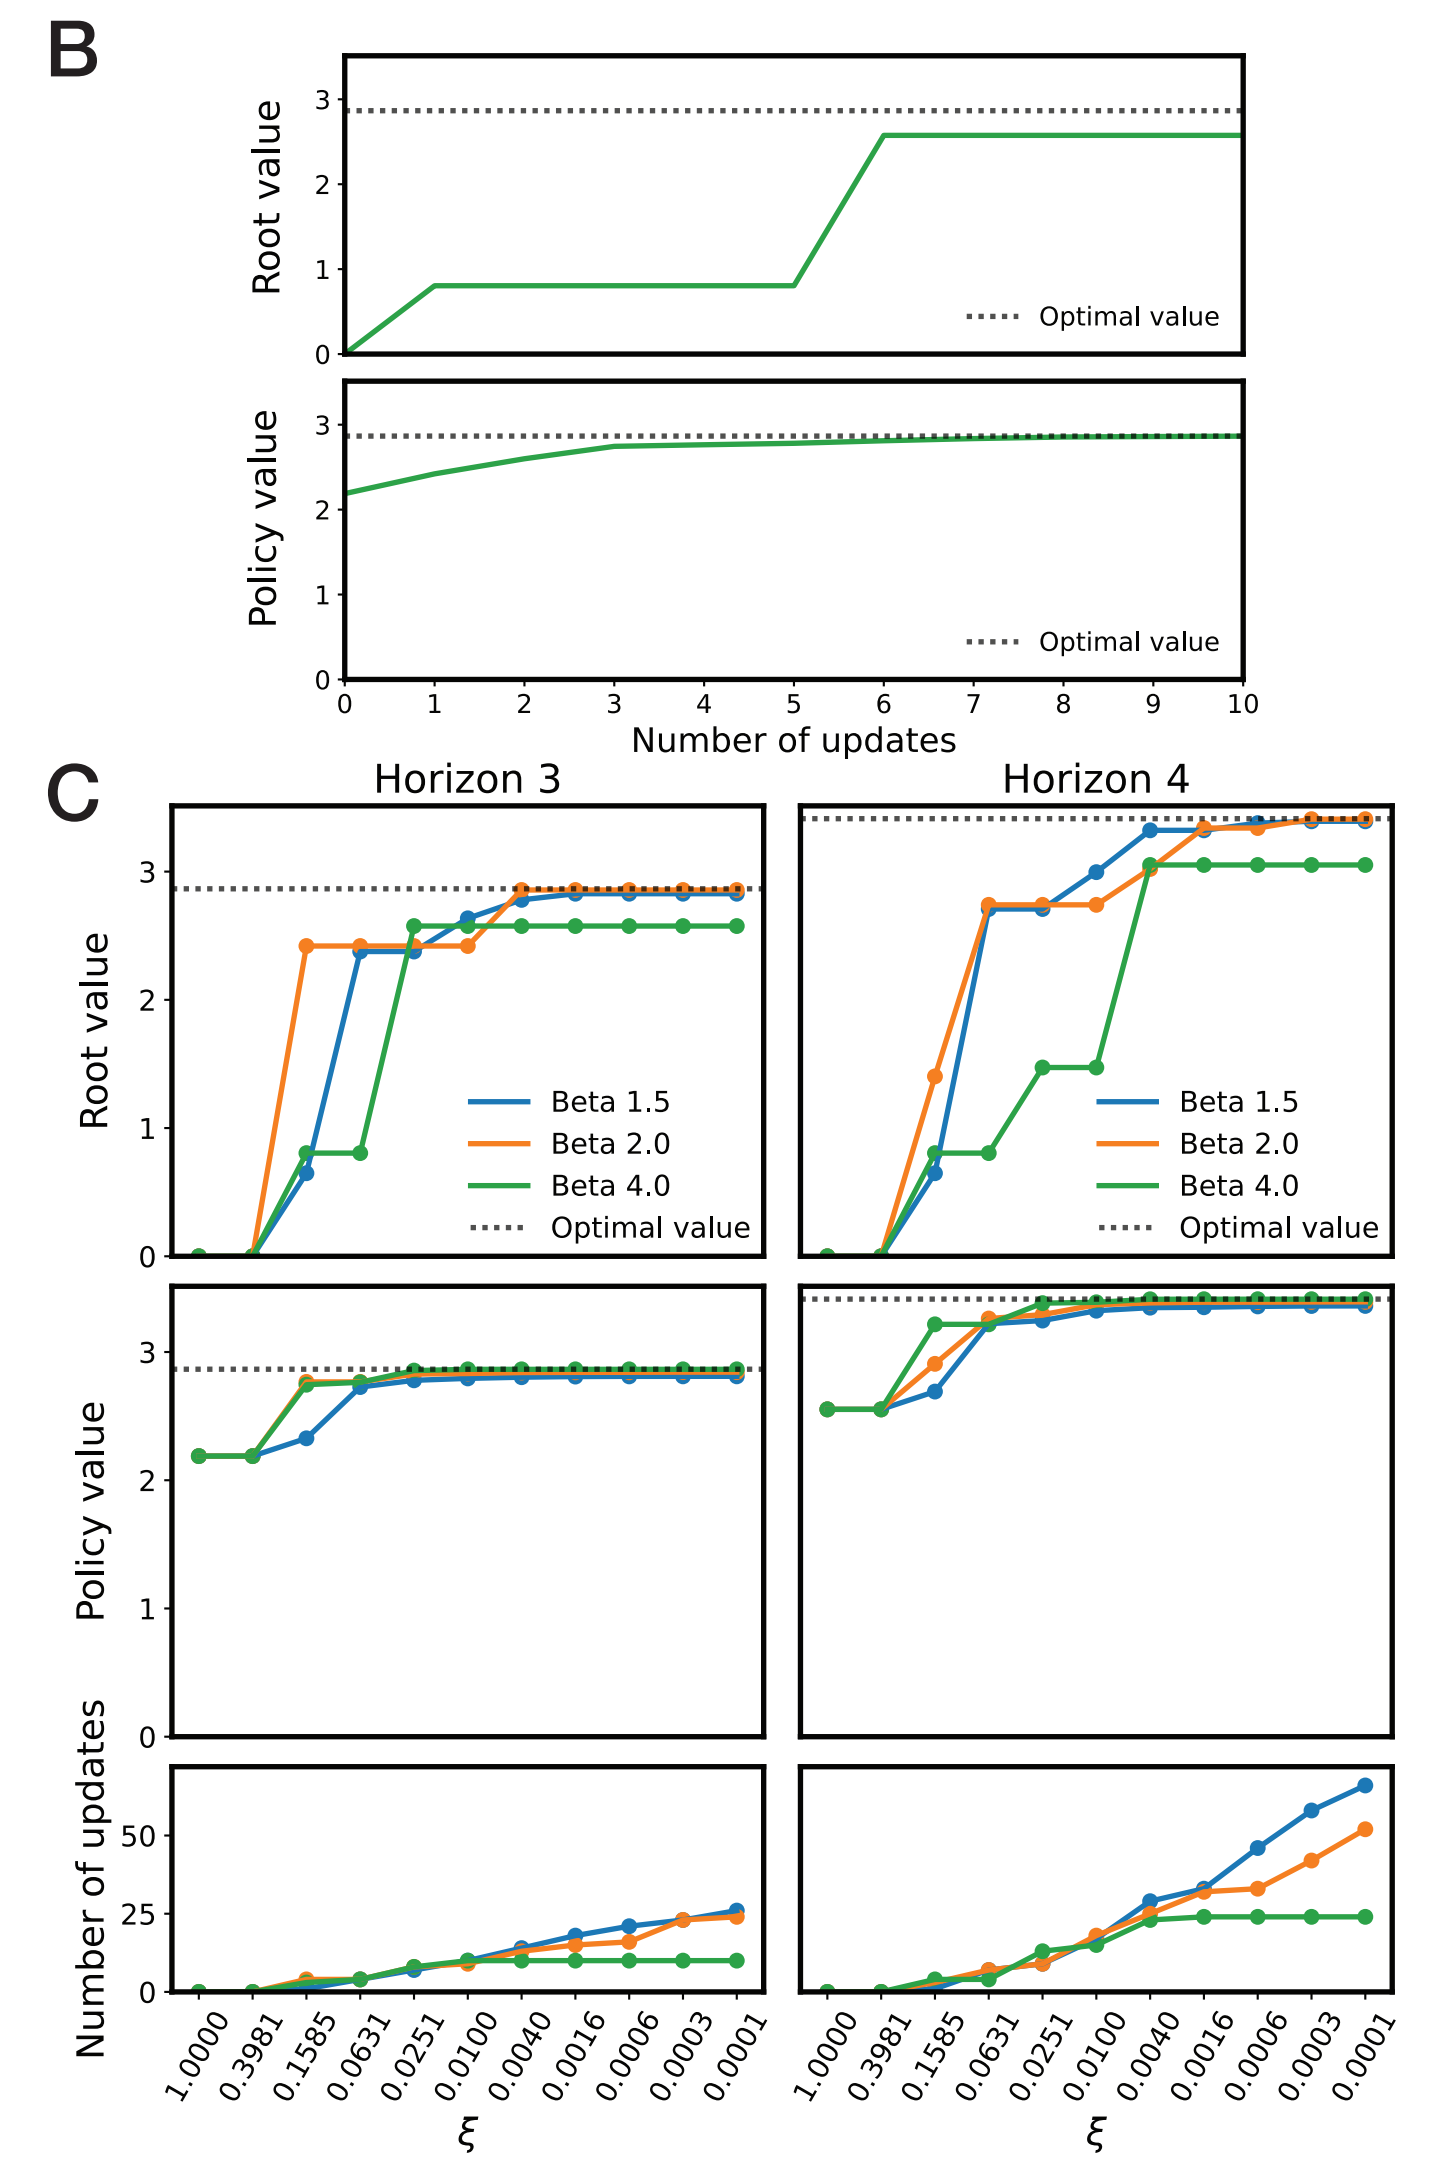 B
Root value
3
2
1
0
Optimal value
Policy value
3
2
1
0
Optimal value
0 1 2 3 4 5 6 7 8 9 10
Number of updates
C
Horizon 3
Horizon 4
Root value
3
2
1
0
Beta 1.5
Beta 2.0
Beta 4.0
Optimal value
Beta 1.5
Beta 2.0
Beta 4.0
Optimal value
Policy value
3
2
1
0
Number of updates
50
25
0
1.0000 0.3981 0.1585 0.0631 0.0251 0.0100 0.0040 0.0016 0.0006 0.0003 0.0001
1.0000 0.3981 0.1585 0.0631 0.0251 0.0100 0.0040 0.0016 0.0006 0.0003 0.0001
ξ
ξ